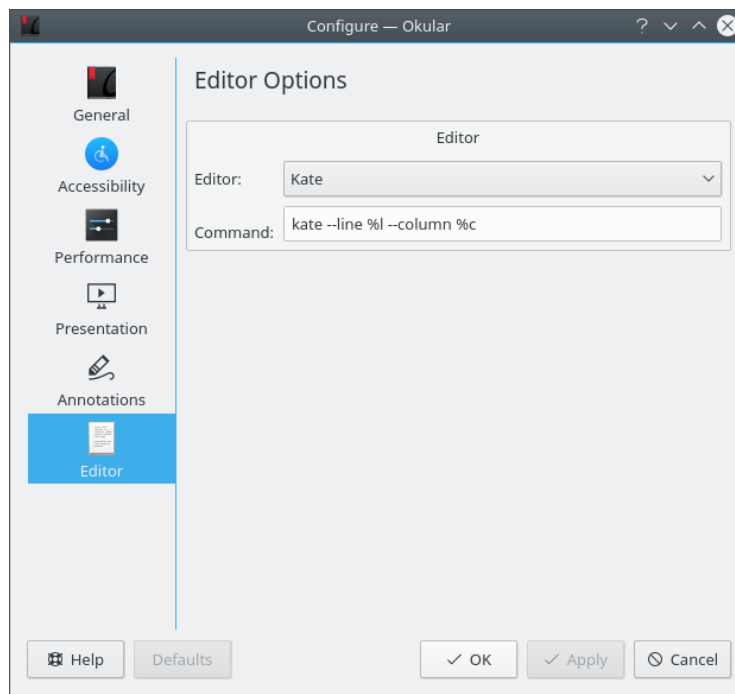 Configure — Okular
General
Accessibility
Performance
Presentation
Annotations
Editor
Editor Options
Editor
Editor: Kate
Command: kate --line %l --column %c
Help Defaults OK Apply Cancel